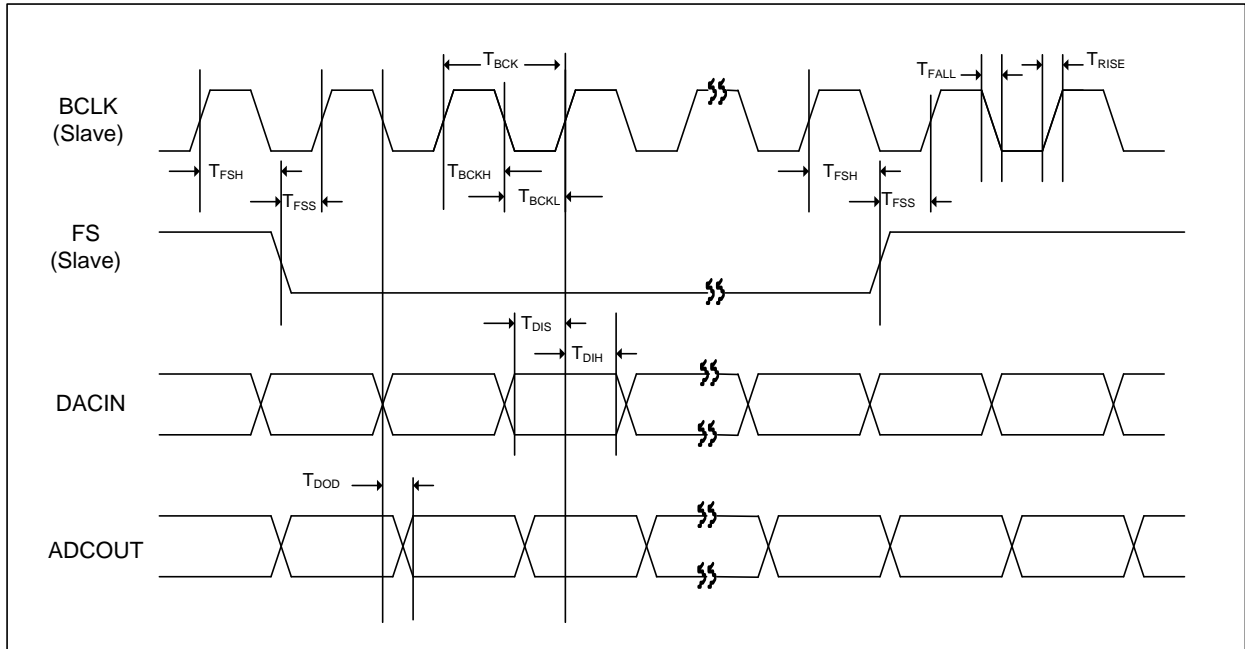 T_BCK
T_FALL
T_RISE
BCLK
(Slave)
T_FSH
T_BCKH
T_FSH
T_FSS
T_BCKL
T_FSS
FS
(Slave)
T_DIS
T_DIH
DACIN
T_DOD
ADCOUT